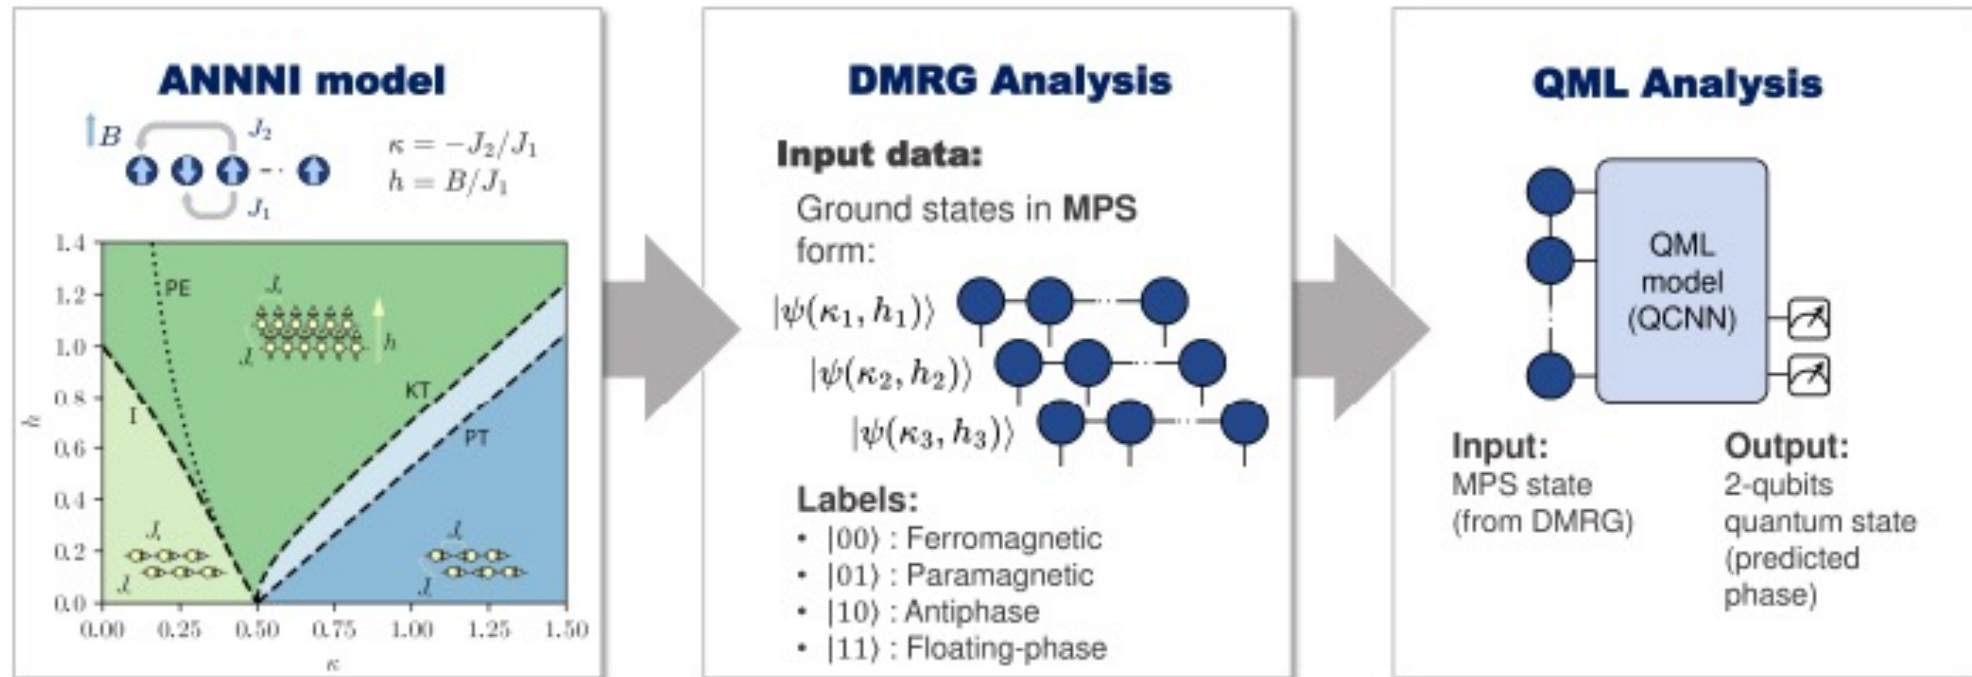 ANNNI model
B
J₂
κ = −J₂/J₁
h = B/J₁
J₁
1.4
1.2
1.0
0.8
0.6
0.4
0.2
0.0
h
PE
h
I
KT
PT
0.00 0.25 0.50 0.75 1.00 1.25 1.50
κ
DMRG Analysis
Input data:
Ground states in MPS
form:
|ψ(κ₁, h₁)⟩
|ψ(κ₂, h₂)⟩
|ψ(κ₃, h₃)⟩
Labels:
• |00⟩ : Ferromagnetic
• |01⟩ : Paramagnetic
• |10⟩ : Antiphase
• |11⟩ : Floating-phase
QML Analysis
QML
model
(QCNN)
Input:
MPS state
(from DMRG)
Output:
2-qubits
quantum state
(predicted
phase)